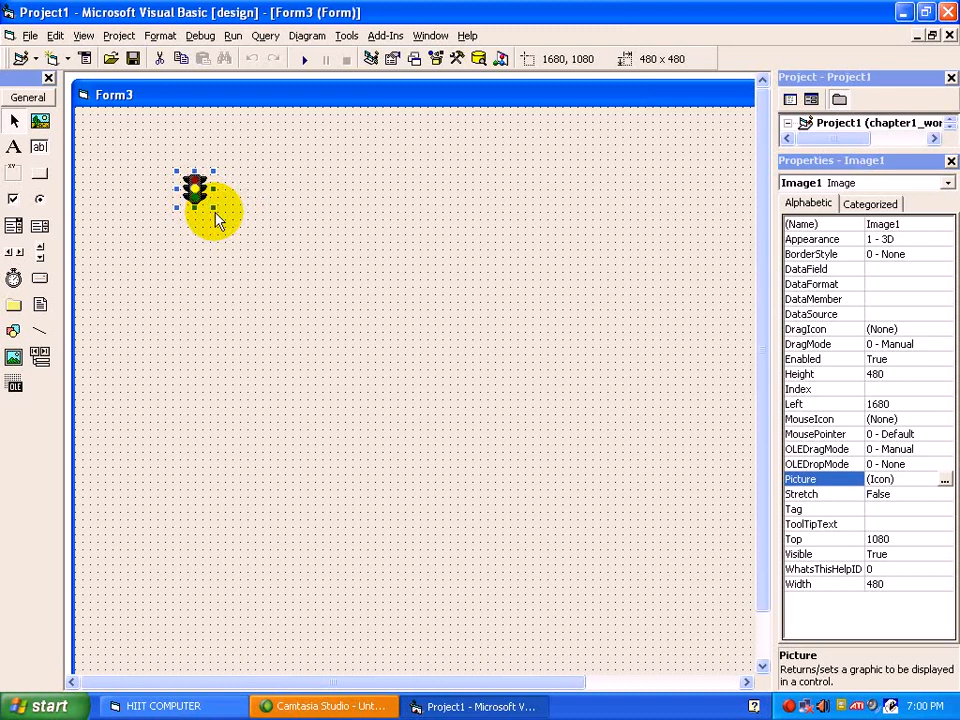 Project1 - Microsoft Visual Basic [design] - [Form3 (Form)]
File Edit View Project Format Debug Run Query Diagram Tools Add-Ins Window Help
1680, 1080 480 x 480
General
A ab|
XY
OLE
Form3
Project - Project1
Project1 (chapter1_wor
Properties - Image1
Image1 Image
Alphabetic Categorized
(Name) Image1
Appearance 1 - 3D
BorderStyle 0 - None
DataField
DataFormat
DataMember
DataSource
DragIcon (None)
DragMode 0 - Manual
Enabled True
Height 480
Index
Left 1680
MouseIcon (None)
MousePointer 0 - Default
OLEDragMode 0 - Manual
OLEDropMode 0 - None
Picture (Icon) ...
Stretch False
Tag
ToolTipText
Top 1080
Visible True
WhatsThisHelpID 0
Width 480
Picture
Returns/sets a graphic to be displayed
in a control.
start HIIT COMPUTER Camtasia Studio - Unt... Project1 - Microsoft V... ? ATI 7:00 PM